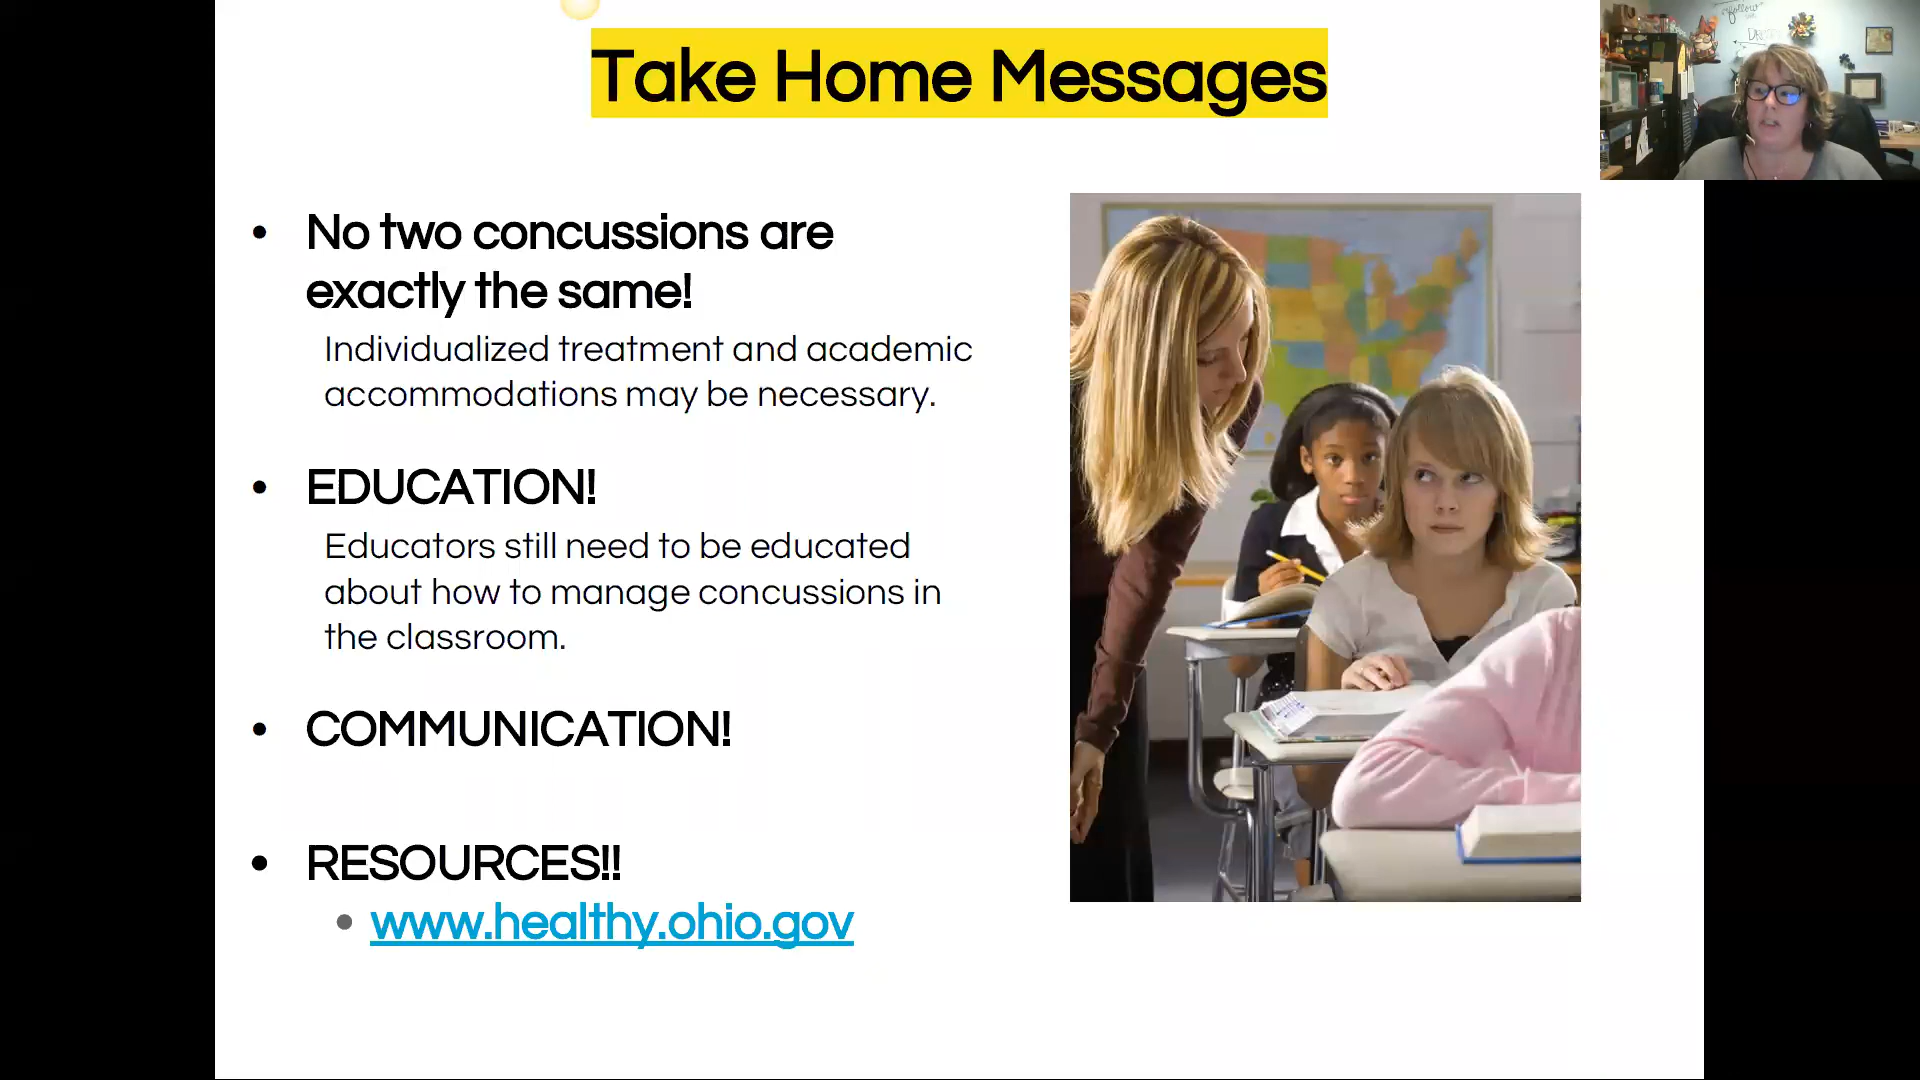 Take Home Messages
follow
• No two concussions are
exactly the same!
Individualized treatment and academic
accommodations may be necessary.
• EDUCATION!
Educators still need to be educated
about how to manage concussions in
the classroom.
• COMMUNICATION!
• RESOURCES!!
• www.healthy.ohio.gov